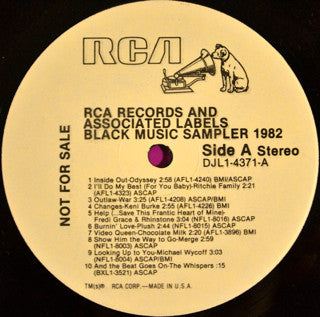 RCA
RCA RECORDS AND
ASSOCIATED LABELS
BLACK MUSIC SAMPLER 1982
NOT FOR SALE
Side A Stereo
DJL1-4371-A
1 Inside Out-Odyssey 2:58 (AFL1-4240) BMI/ASCAP
2 I'll Do My Best (For You Baby)-Ritchie Family 2:21
(AFL1-4323) ASCAP
3 Outlaw-War 3:25 (AFL1-4208) ASCAP/BMI
4 Changes-Keni Burke 2:55 (AFL1-4226) BMI
5 Help (...Save This Frantic Heart of Mine)-
Fredi Grace & Rhinstone 3:04 (NFL1-8016) ASCAP
6 Burnin' Love-Plush 2:44 (NFL1-8015) ASCAP
7 Video Queen-Chocolate Milk 2:20 (AFL1-3896) BMI
8 Show Him the Way to Go-Merge 2:59
(NFL1-8003) ASCAP
9 Looking Up to You-Michael Wycoff 3:03
(NFL1-8004) ASCAP/BMI
10 And the Beat Goes On-The Whispers :15
(BXL1-3521) ASCAP
TM(s)® RCA CORP.—MADE IN U.S.A.